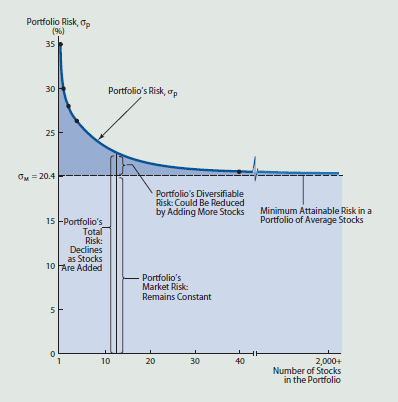 Portfolio Risk, σp
(%)
35
30
Portfolio's Risk, σp
25
σM = 20.4
Portfolio's Diversifiable
Risk: Could Be Reduced
by Adding More Stocks
Minimum Attainable Risk in a
Portfolio of Average Stocks
15
Portfolio's
Total
Risk:
Declines
as Stocks
Are Added
10
Portfolio's
Market Risk:
Remains Constant
5
0
1 10 20 30 40 2,000+
Number of Stocks
in the Portfolio